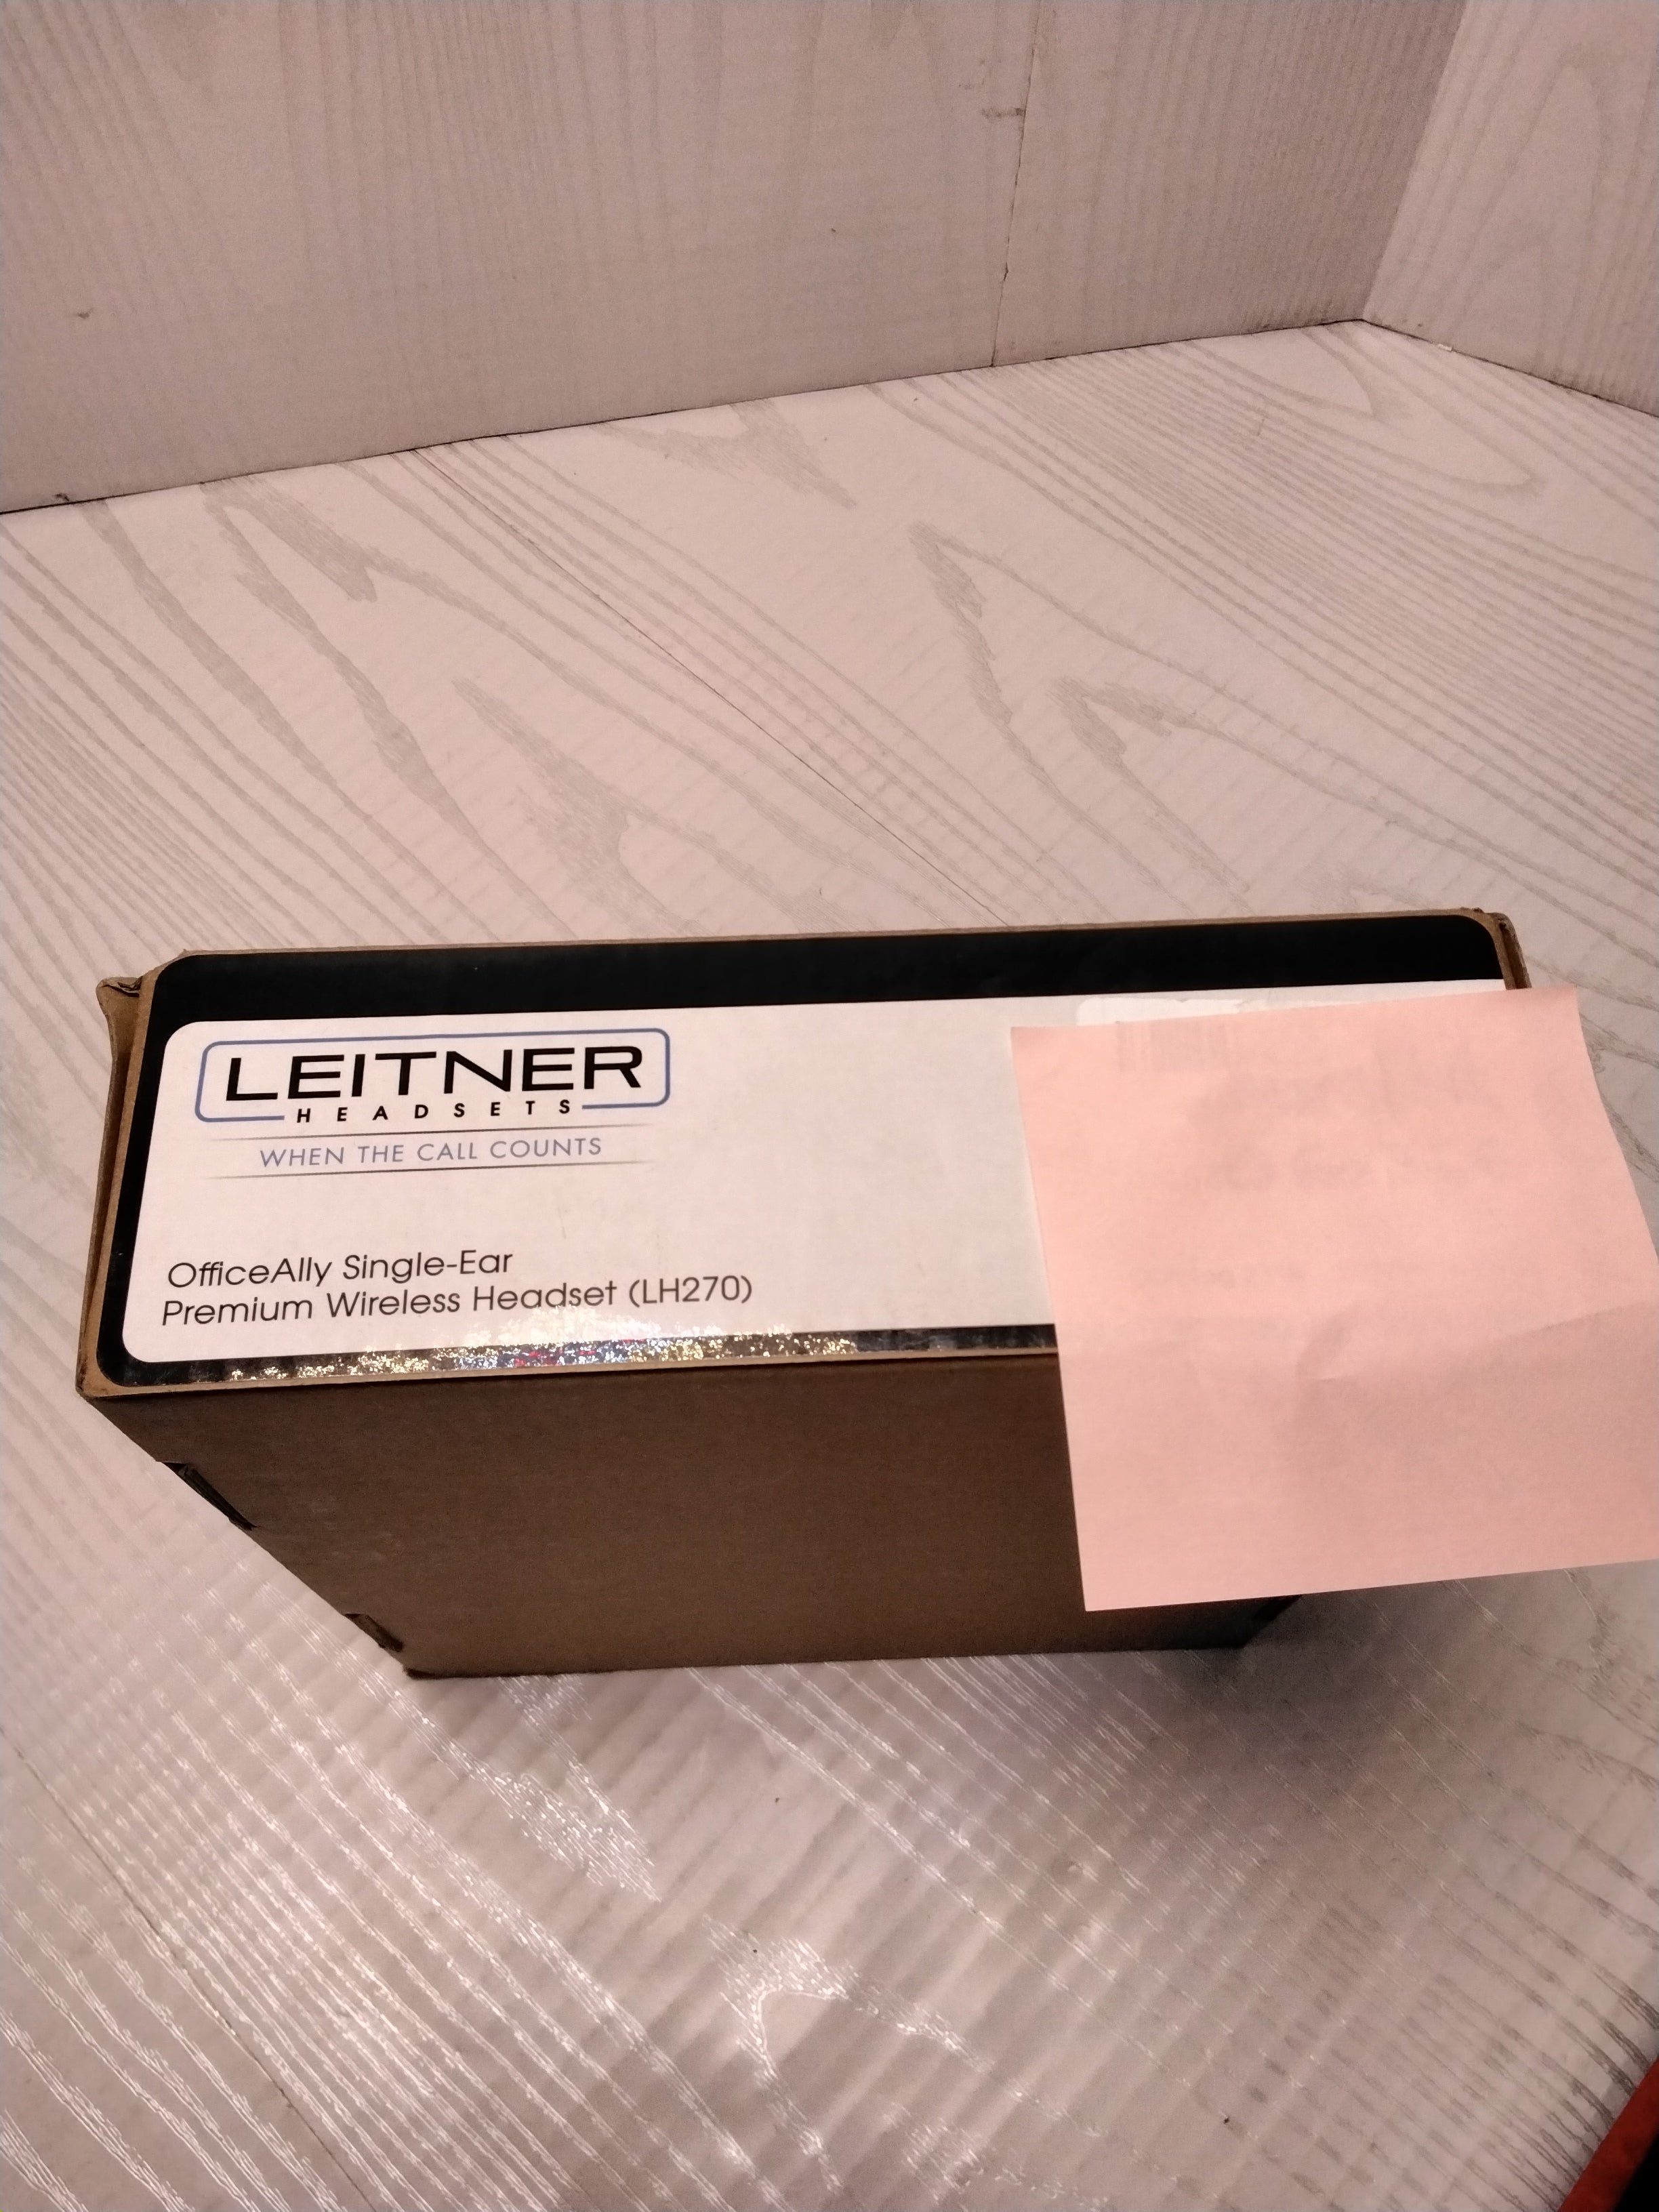 LEITNER
HEADSETS
WHEN THE CALL COUNTS
OfficeAlly Single-Ear
Premium Wireless Headset (LH270)